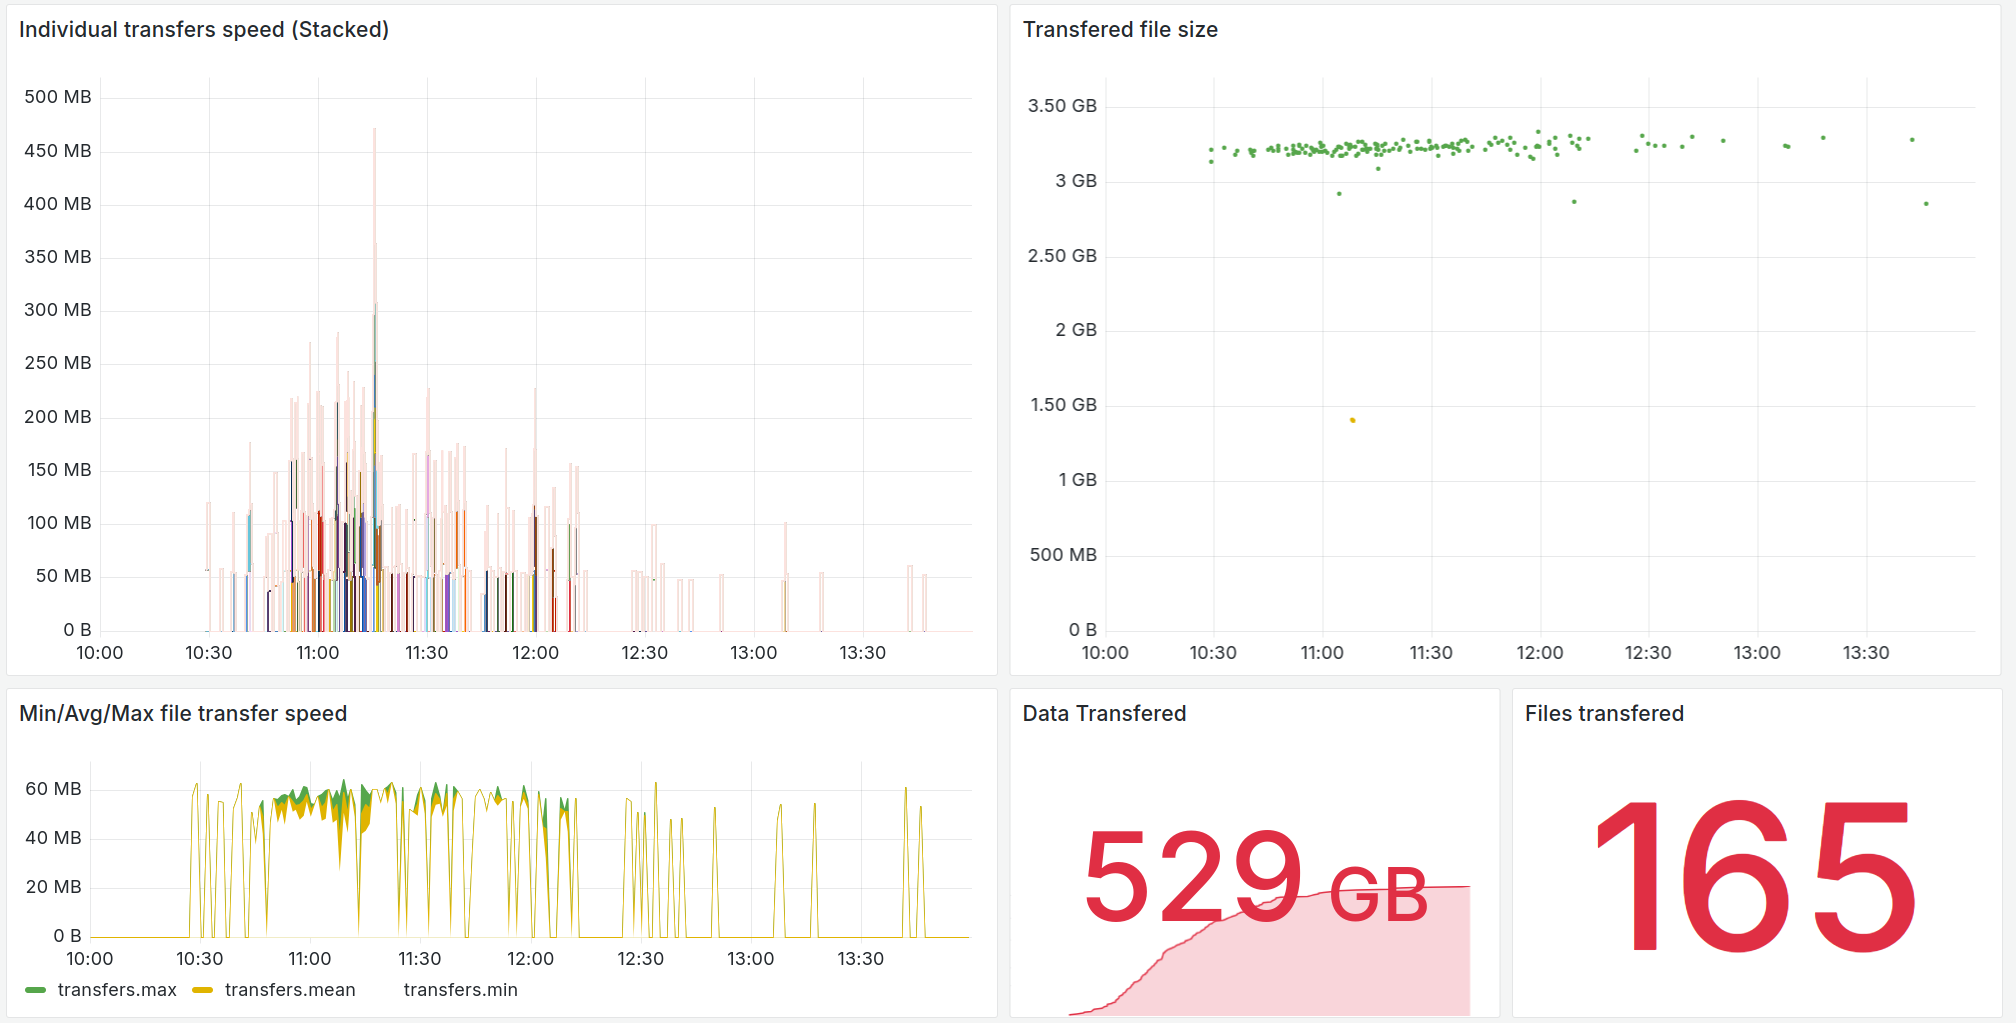 Individual transfers speed (Stacked)
500 MB
450 MB
400 MB
350 MB
300 MB
250 MB
200 MB
150 MB
100 MB
50 MB
0 B
10:00 10:30 11:00 11:30 12:00 12:30 13:00 13:30
Transfered file size
3.50 GB
3 GB
2.50 GB
2 GB
1.50 GB
1 GB
500 MB
0 B
10:00 10:30 11:00 11:30 12:00 12:30 13:00 13:30
Min/Avg/Max file transfer speed
60 MB
40 MB
20 MB
0 B
10:00 10:30 11:00 11:30 12:00 12:30 13:00 13:30
transfers.max transfers.mean transfers.min
Data Transfered
529 GB
Files transfered
165